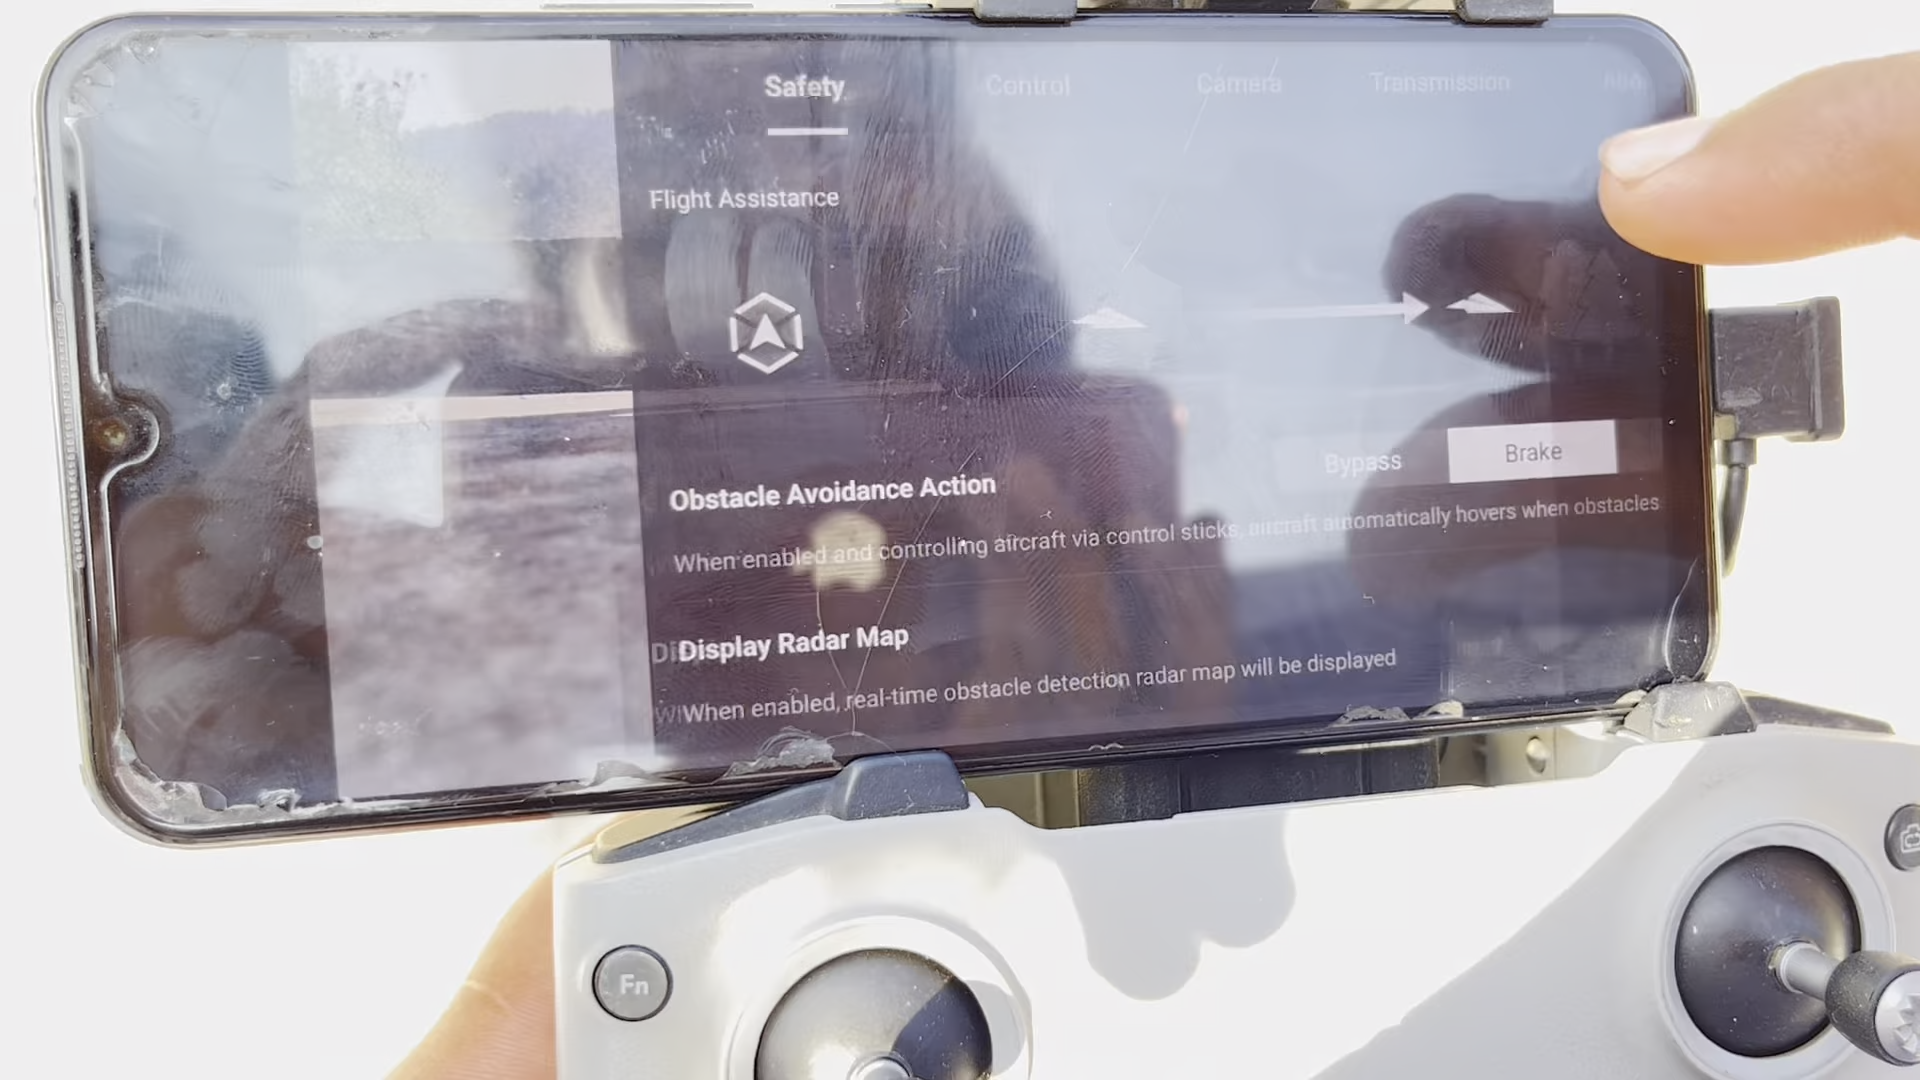 Safety Control Camera Transmission
Flight Assistance
Bypass Brake
Obstacle Avoidance Action
When enabled and controlling aircraft via control sticks, aircraft automatically hovers when obstacles
Display Radar Map
When enabled, real-time obstacle detection radar map will be displayed
Fn